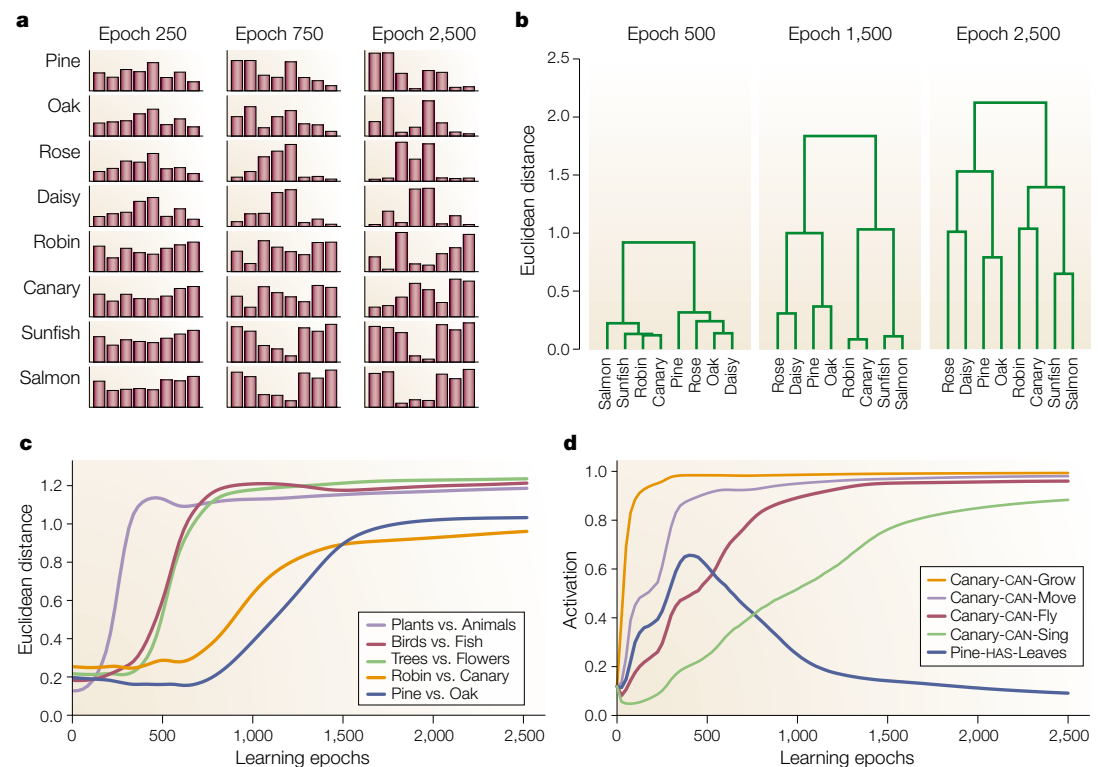 a
Epoch 250 Epoch 750 Epoch 2,500
Pine
Oak
Rose
Daisy
Robin
Canary
Sunfish
Salmon
b
Epoch 500 Epoch 1,500 Epoch 2,500
Euclidean distance
2.5
2.0
1.5
1.0
0.5
0.0
Salmon Sunfish Robin Canary Pine Rose Oak Daisy
Rose Daisy Pine Oak Robin Canary Sunfish Salmon
Rose Daisy Pine Oak Robin Canary Sunfish Salmon
c
Euclidean distance
1.2
1.0
0.8
0.6
0.4
0.2
0.0
Plants vs. Animals
Birds vs. Fish
Trees vs. Flowers
Robin vs. Canary
Pine vs. Oak
0 500 1,000 1,500 2,000 2,500
Learning epochs
d
Activation
1.0
0.8
0.6
0.4
0.2
0.0
Canary-CAN-Grow
Canary-CAN-Move
Canary-CAN-Fly
Canary-CAN-Sing
Pine-HAS-Leaves
0 500 1,000 1,500 2,000 2,500
Learning epochs